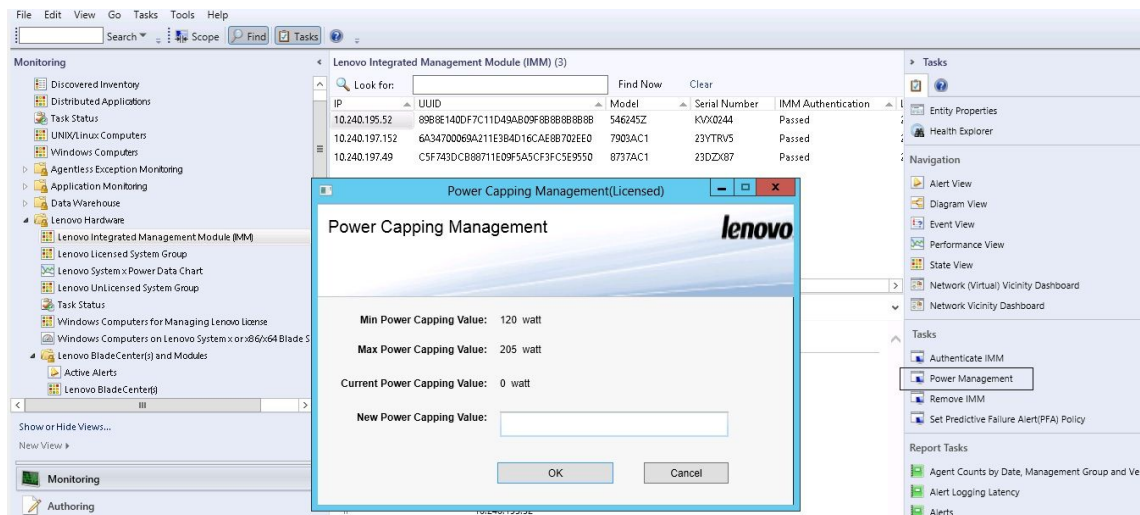 File Edit View Go Tasks Tools Help
Search Scope Find Tasks
Monitoring
Discovered Inventory
Distributed Applications
Task Status
UNIX/Linux Computers
Windows Computers
Agentless Exception Monitoring
Application Monitoring
Data Warehouse
Lenovo Hardware
Lenovo Integrated Management Module (IMM)
Lenovo Licensed System Group
Lenovo System x Power Data Chart
Lenovo UnLicensed System Group
Task Status
Windows Computers for Managing Lenovo License
Windows Computers on Lenovo System x or x86/x64 Blade S
Lenovo BladeCenter(s) and Modules
Active Alerts
Lenovo BladeCenter(s)
Show or Hide Views...
New View
Monitoring
Authoring
Lenovo Integrated Management Module (IMM) (3)
Look for: Find Now Clear
IP UUID Model Serial Number IMM Authentication
10.240.195.52 89B8E140DF7C11D49AB09F8B8B8B8B8B 546245Z KVX0244 Passed
10.240.197.152 6A34700069A211E3B4D16CAE8B702EE0 7903AC1 23YTRV5 Passed
10.240.197.49 C5F743DCB88711E09F5A5CF3FC5E9550 8737AC1 23DZX87 Passed
Power Capping Management(Licensed)
Power Capping Management
lenovo
Min Power Capping Value: 120 watt
Max Power Capping Value: 205 watt
Current Power Capping Value: 0 watt
New Power Capping Value:
OK Cancel
Tasks
Entity Properties
Health Explorer
Navigation
Alert View
Diagram View
Event View
Performance View
State View
Network (Virtual) Vicinity Dashboard
Network Vicinity Dashboard
Tasks
Authenticate IMM
Power Management
Remove IMM
Set Predictive Failure Alert(PFA) Policy
Report Tasks
Agent Counts by Date, Management Group and Ve
Alert Logging Latency
Alerts